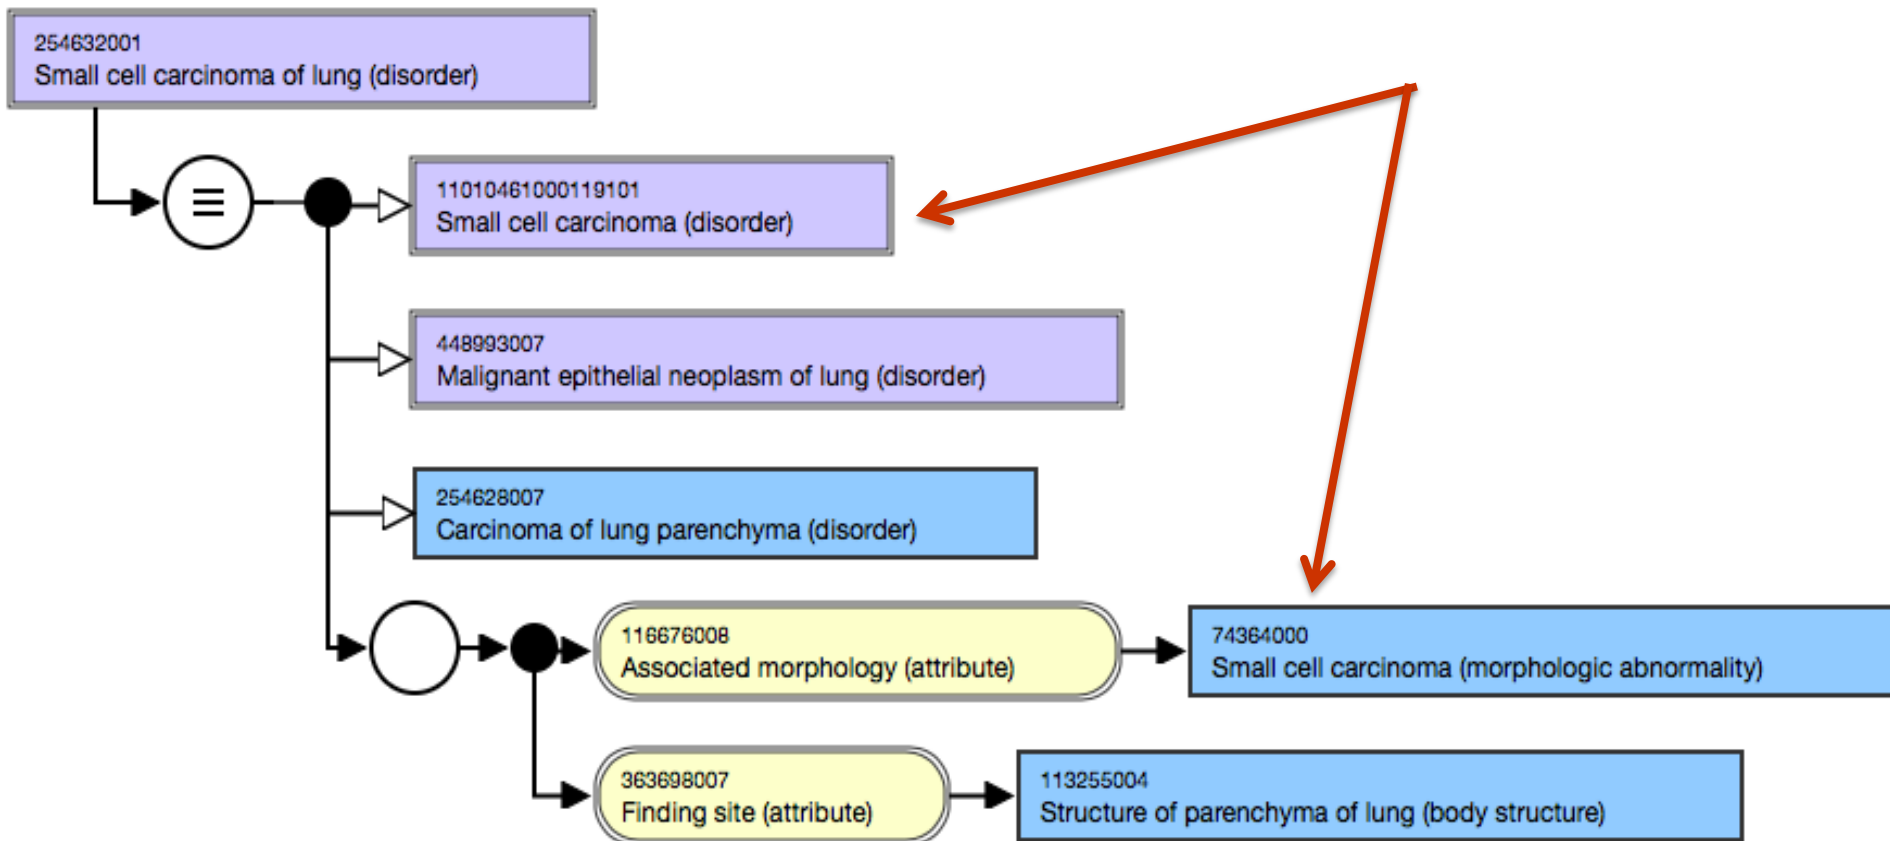 254632001
Small cell carcinoma of lung (disorder)
11010461000119101
Small cell carcinoma (disorder)
448993007
Malignant epithelial neoplasm of lung (disorder)
254628007
Carcinoma of lung parenchyma (disorder)
116676008
Associated morphology (attribute)
74364000
Small cell carcinoma (morphologic abnormality)
363698007
Finding site (attribute)
113255004
Structure of parenchyma of lung (body structure)